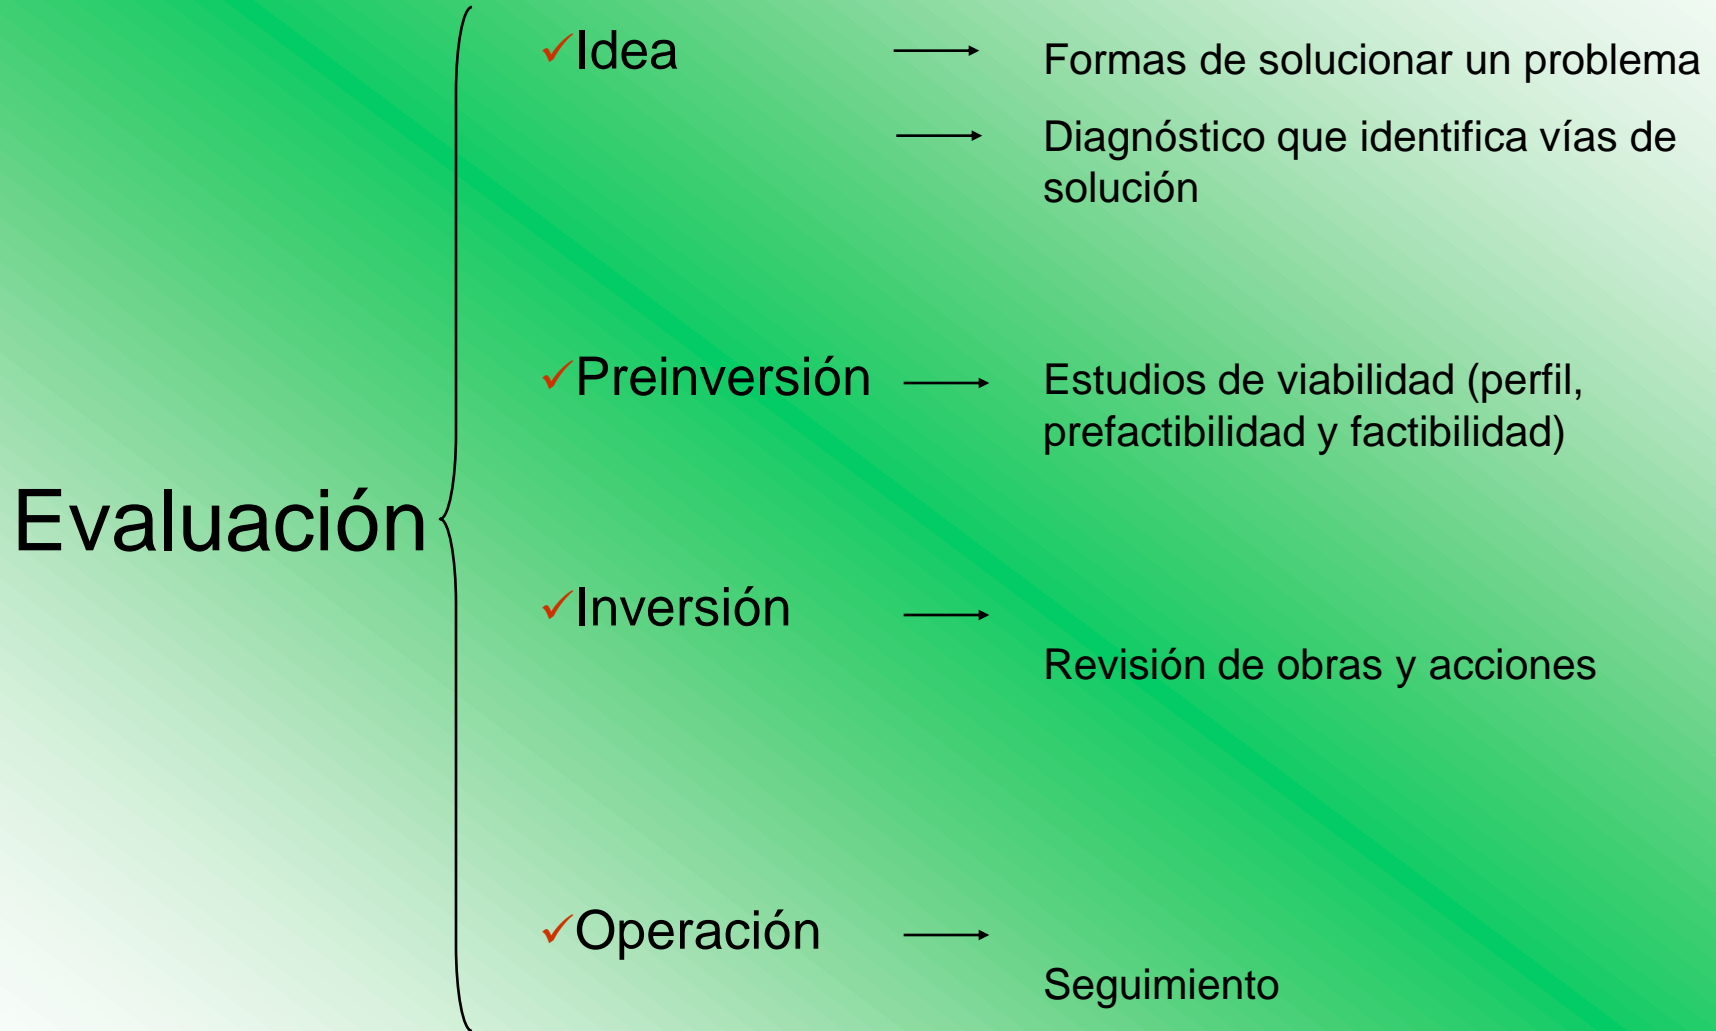 Evaluación
✓Idea
Formas de solucionar un problema
Diagnóstico que identifica vías de
solución
✓Preinversión
Estudios de viabilidad (perfil,
prefactibilidad y factibilidad)
✓Inversión
Revisión de obras y acciones
✓Operación
Seguimiento